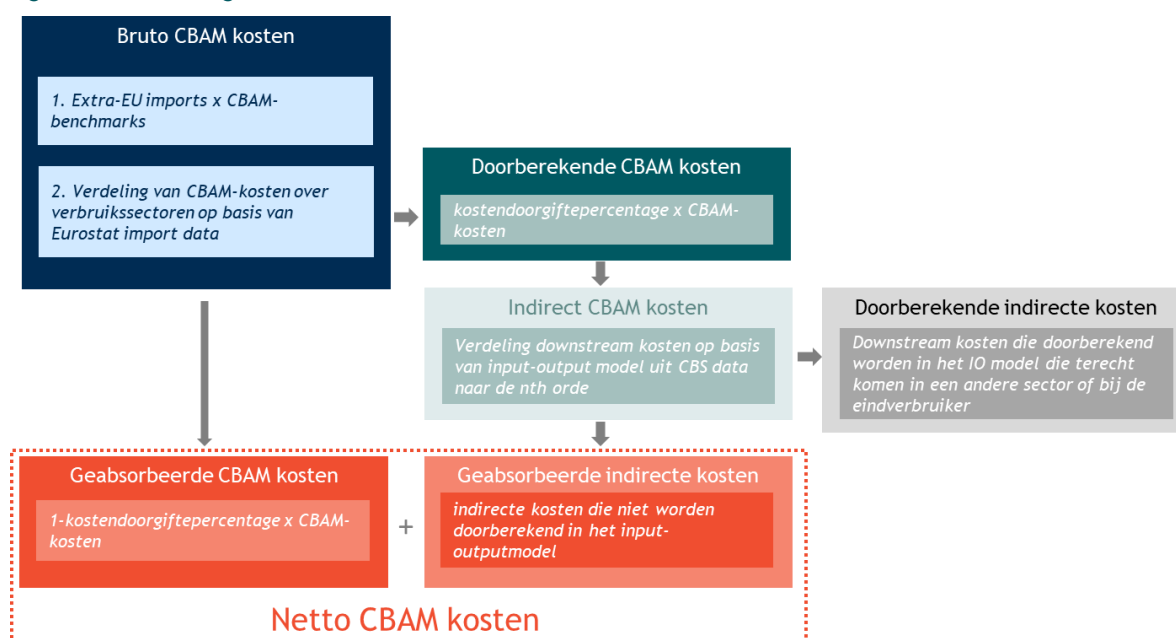 Bruto CBAM kosten
1. Extra-EU imports x CBAM-
benchmarks
2. Verdeling van CBAM-kosten over
verbruikssectoren op basis van
Eurostat import data
Doorberekende CBAM kosten
kostendoorgiftepercentage x CBAM-
kosten
Indirect CBAM kosten
Verdeling downstream kosten op basis
van input-output model uit CBS data
naar de nth orde
Doorberekende indirecte kosten
Downstream kosten die doorberekend
worden in het IO model die terecht
komen in een andere sector of bij de
eindverbruiker
Geabsorbeerde CBAM kosten
1-kostendoorgiftepercentage x CBAM-
kosten
+
Geabsorbeerde indirecte kosten
indirecte kosten die niet worden
doorberekend in het input-
outputmodel
Netto CBAM kosten